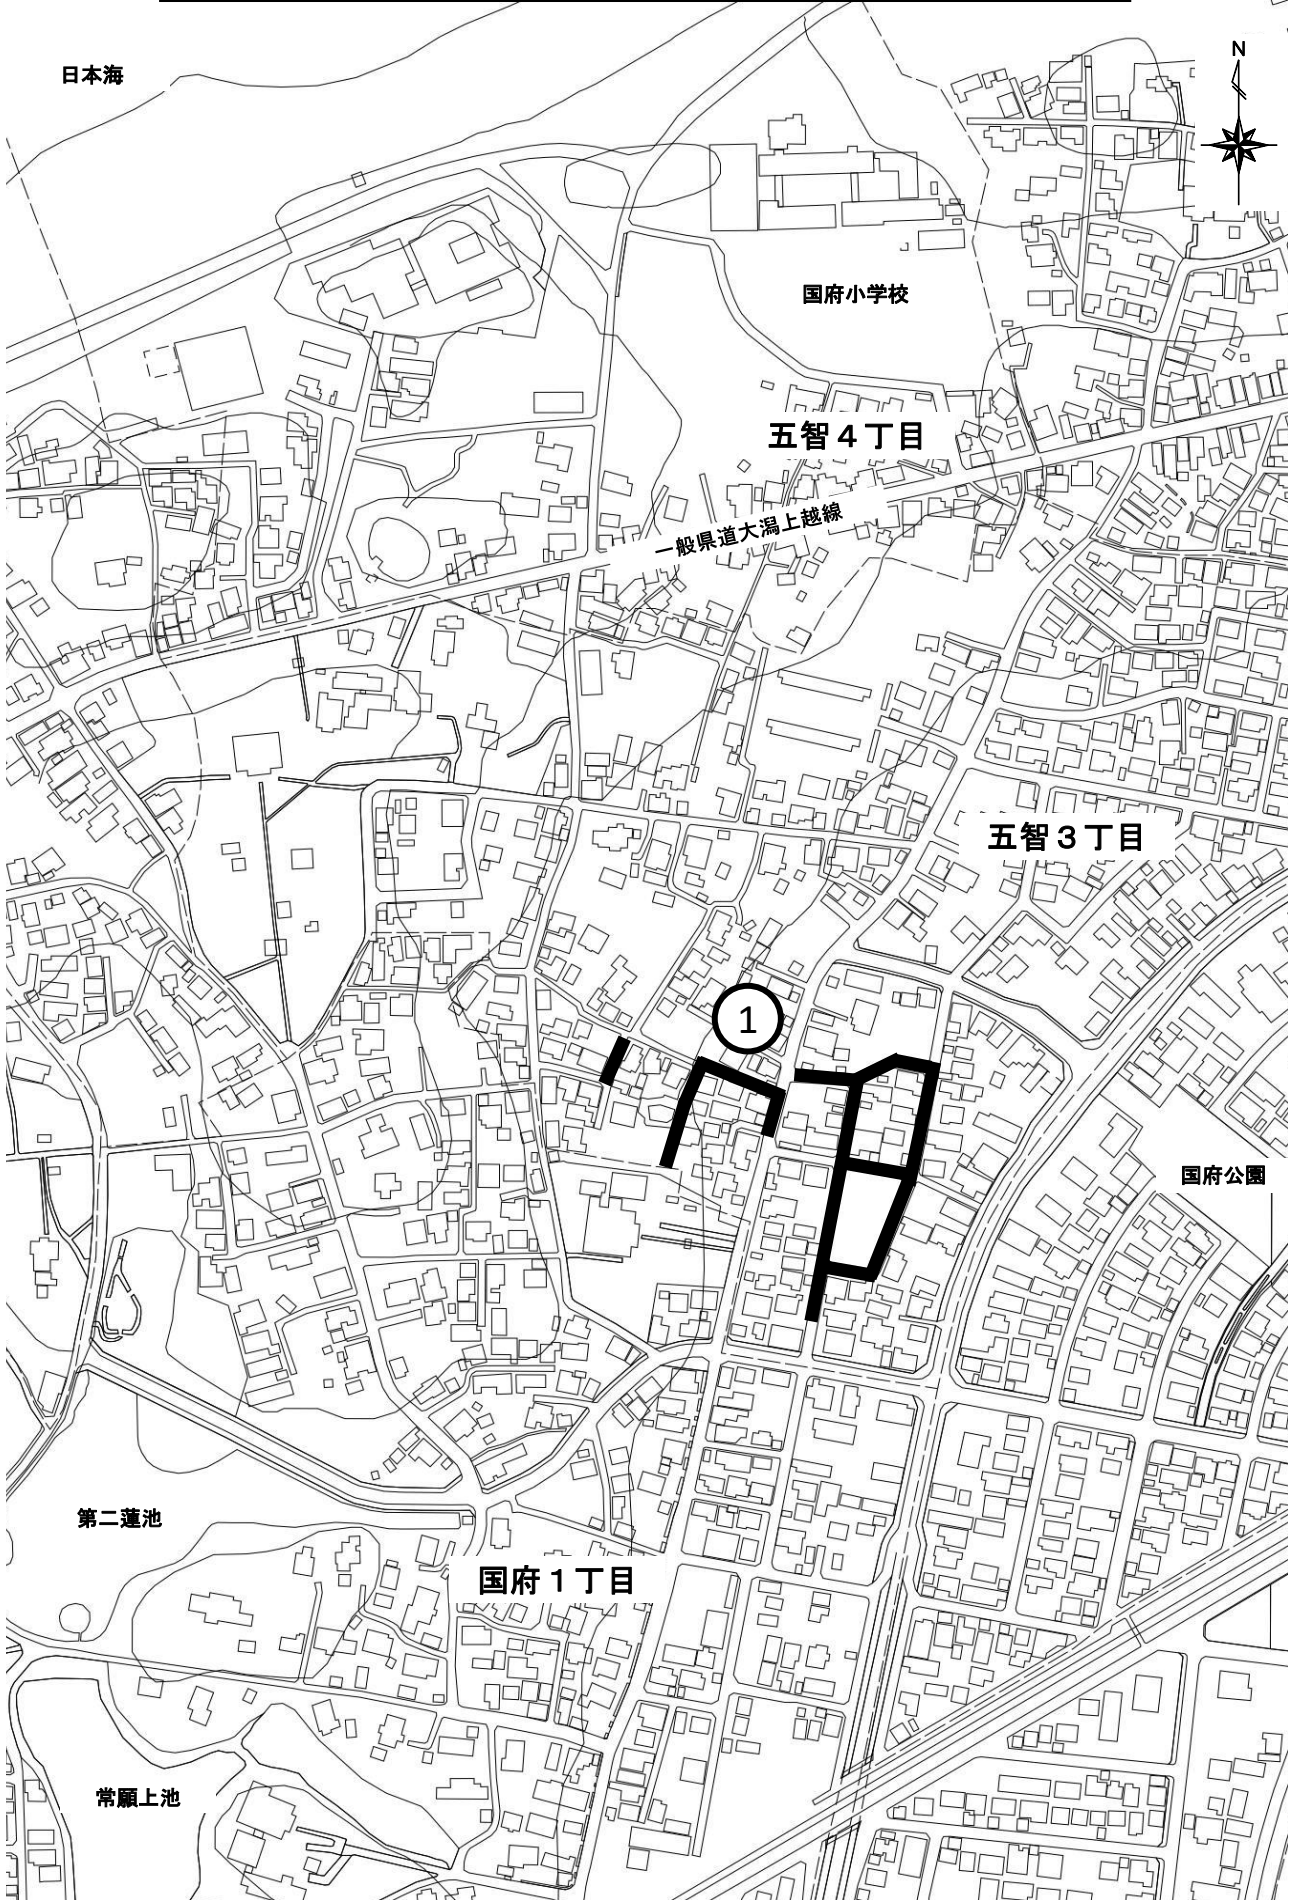 日本海
N
国府小学校
五智４丁目
一般県道大潟上越線
五智３丁目
1
国府公園
第二蓮池
国府１丁目
常願上池